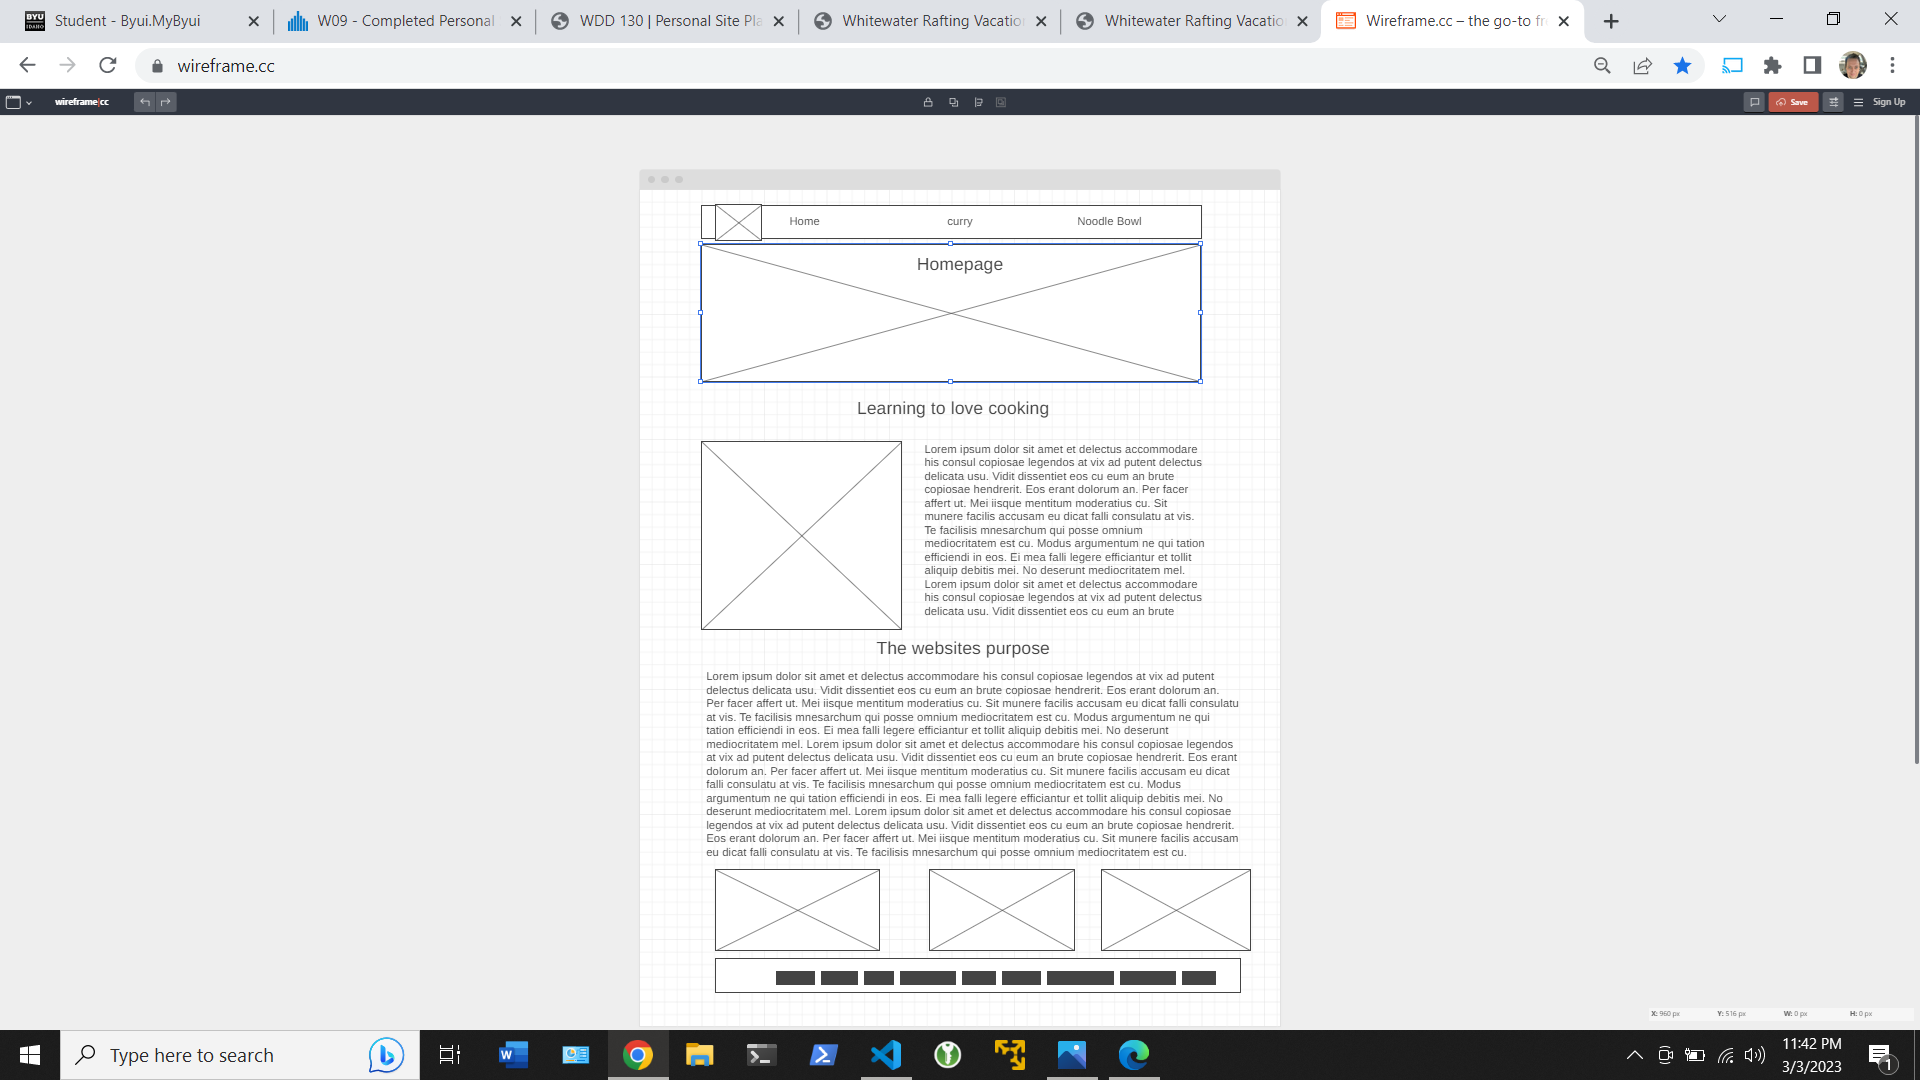 Student - Byui.MyByui
W09 - Completed Personal
WDD 130 | Personal Site Pla
Whitewater Rafting Vacatio
Whitewater Rafting Vacatio
Wireframe.cc – the go-to fr
wireframe.cc
wireframe|cc
Save
Sign Up
Home
curry
Noodle Bowl
Homepage
Learning to love cooking
Lorem ipsum dolor sit amet et delectus accommodare
his consul copiosae legendos at vix ad putent delectus
delicata usu. Vidit dissentiet eos cu eum an brute
copiosae hendrerit. Eos erant dolorum an. Per facer
affert ut. Mei iisque mentitum moderatius cu. Sit
munere facilis accusam eu dicat falli consulatu at vis.
Te facilisis mnesarchum qui posse omnium
mediocritatem est cu. Modus argumentum ne qui tation
efficiendi in eos. Ei mea falli legere efficiantur et tollit
aliquip debitis mei. No deserunt mediocritatem mel.
Lorem ipsum dolor sit amet et delectus accommodare
his consul copiosae legendos at vix ad putent delectus
delicata usu. Vidit dissentiet eos cu eum an brute
The websites purpose
Lorem ipsum dolor sit amet et delectus accommodare his consul copiosae legendos at vix ad putent
delectus delicata usu. Vidit dissentiet eos cu eum an brute copiosae hendrerit. Eos erant dolorum an.
Per facer affert ut. Mei iisque mentitum moderatius cu. Sit munere facilis accusam eu dicat falli consulatu
at vis. Te facilisis mnesarchum qui posse omnium mediocritatem est cu. Modus argumentum ne qui
tation efficiendi in eos. Ei mea falli legere efficiantur et tollit aliquip debitis mei. No deserunt
mediocritatem mel. Lorem ipsum dolor sit amet et delectus accommodare his consul copiosae legendos
at vix ad putent delectus delicata usu. Vidit dissentiet eos cu eum an brute copiosae hendrerit. Eos erant
dolorum an. Per facer affert ut. Mei iisque mentitum moderatius cu. Sit munere facilis accusam eu dicat
falli consulatu at vis. Te facilisis mnesarchum qui posse omnium mediocritatem est cu. Modus
argumentum ne qui tation efficiendi in eos. Ei mea falli legere efficiantur et tollit aliquip debitis mei. No
deserunt mediocritatem mel. Lorem ipsum dolor sit amet et delectus accommodare his consul copiosae
legendos at vix ad putent delectus delicata usu. Vidit dissentiet eos cu eum an brute copiosae hendrerit.
Eos erant dolorum an. Per facer affert ut. Mei iisque mentitum moderatius cu. Sit munere facilis accusam
eu dicat falli consulatu at vis. Te facilisis mnesarchum qui posse omnium mediocritatem est cu.
X: 960 px Y: 516 px W: 0 px H: 0 px
Type here to search
11:42 PM
3/3/2023
1